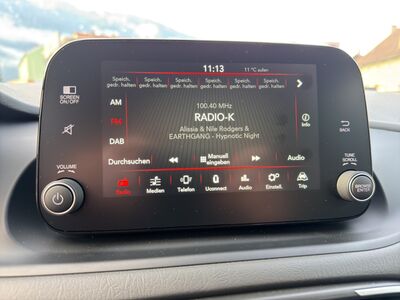 11:13
11 °C außen
SCREEN
ON/OFF
Speich. Speich. Speich. Speich. Speich. Speich.
gedr. halten gedr. halten gedr. halten gedr. halten gedr. halten gedr. halten
AM
100.40 MHz
RADIO-K
FM
Alissia & Nile Rodgers &
EARTHGANG - Hypnotic Night
Info
BACK
DAB
Durchsuchen
Manuell
eingeben
Audio
VOLUME
TUNE
SCROLL
BROWSE
ENTER
Radio Medien Telefon Uconnect Audio Einstell. Trip